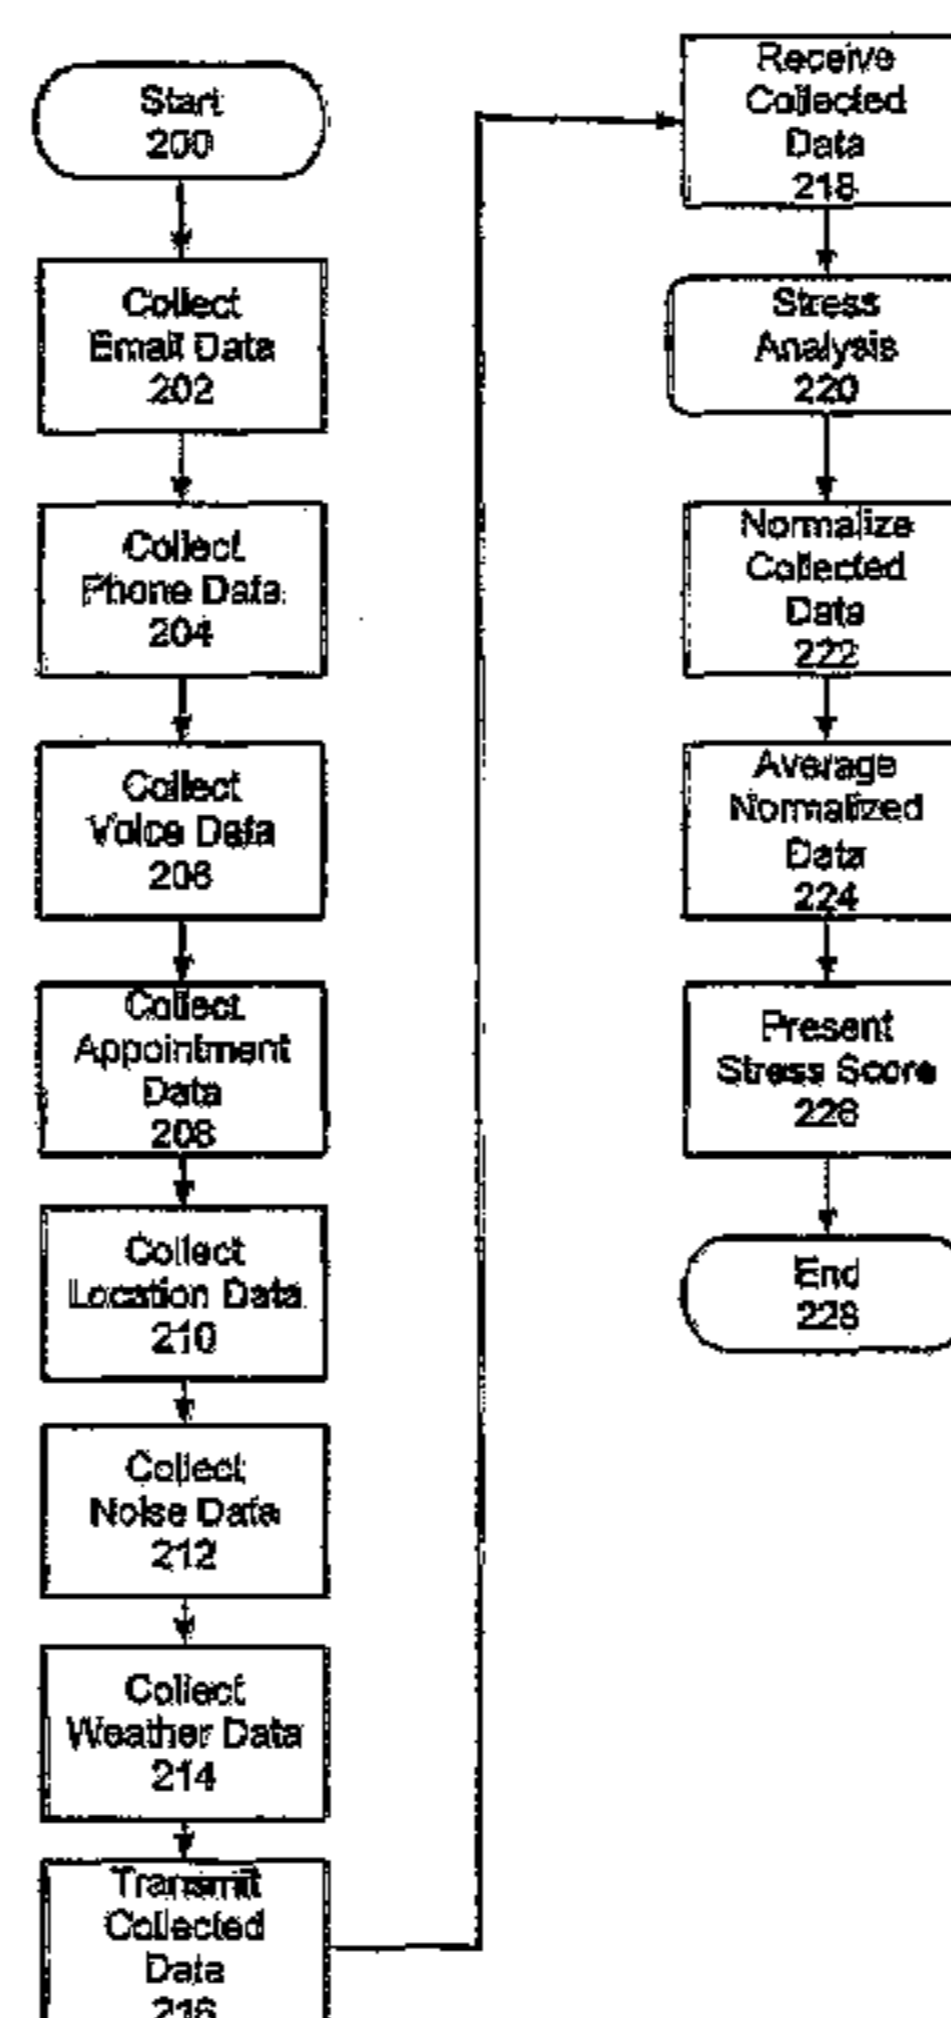 Start
200
Collect
Email Data
202
Collect
Phone Data
204
Collect
Voice Data
206
Collect
Appointment
Data
208
Collect
Location Data
210
Collect
Noise Data
212
Collect
Weather Data
214
Transmit
Collected
Data
216
Receive
Collected
Data
218
Stress
Analysis
220
Normalize
Collected
Data
222
Average
Normalized
Data
224
Present
Stress Score
226
End
228